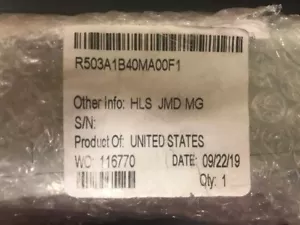 R503A1B40MA00F1
Other Info: HLS JMD MG
S/N:
Product Of: UNITED STATES
WO: 116770 DATE: 09/22/19
Qty: 1